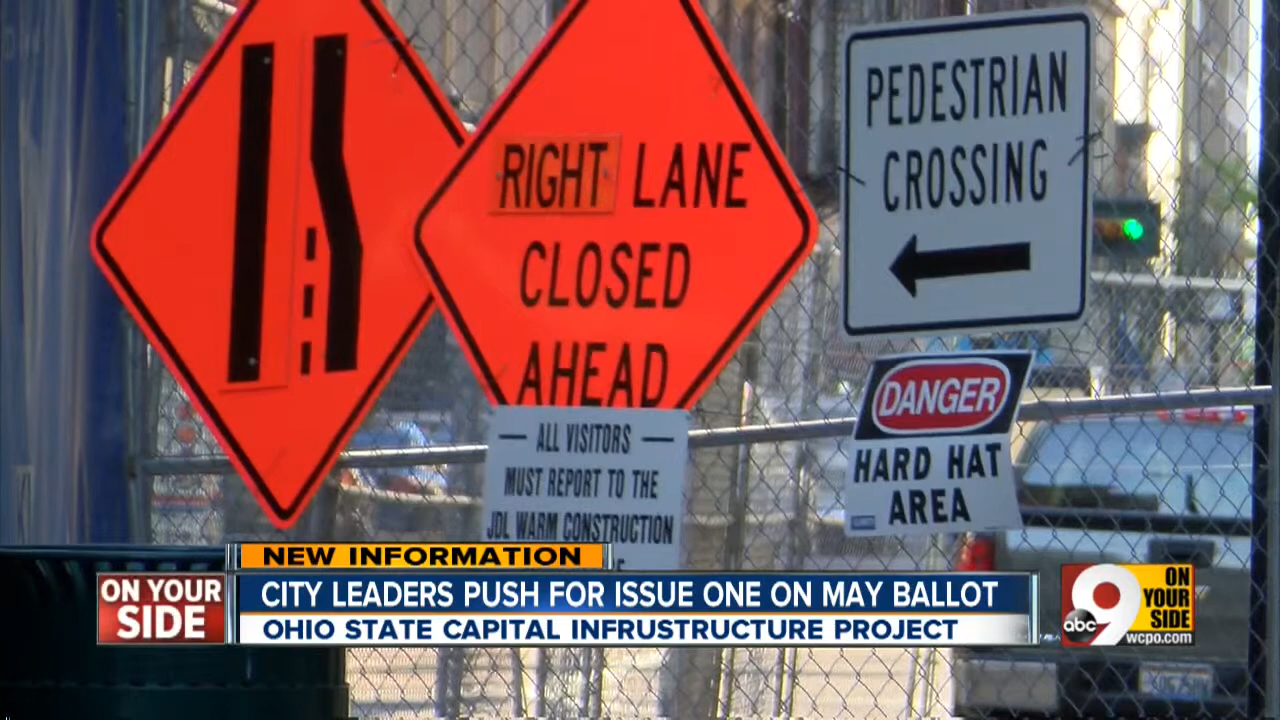 RIGHT LANE
CLOSED
AHEAD
PEDESTRIAN
CROSSING
DANGER
HARD HAT
AREA
ALL VISITORS
MUST REPORT TO THE
JDL WARM CONSTRUCTION
NEW INFORMATION
ON YOUR
SIDE
CITY LEADERS PUSH FOR ISSUE ONE ON MAY BALLOT
OHIO STATE CAPITAL INFRUSTRUCTURE PROJECT
abc 9
ON
YOUR
SIDE
wcpo.com